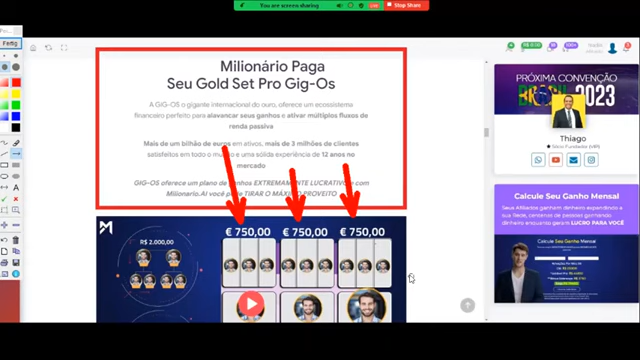 You are screen sharing
Stop Share
Fertig
Milionário Paga
Seu Gold Set Pro Gig-Os
A GIG-OS o gigante internacional do ouro, oferece um ecossistema
financeiro perfeito para alavancar seus ganhos e ativar múltiplos fluxos de
renda passiva
Mais de um bilhão de euros em ativos, mais de 3 milhões de clientes
satisfeitos em todo o mundo e uma sólida experiência de 12 anos no
mercado
GIG-OS oferece um plano de ganhos EXTREMAMENTE LUCRATIVO e com
Milionario.AI você pode TIRAR O MÁXIMO PROVEITO
R$ 2.000,00
€ 750,00
€ 750,00
€ 750,00
PRÓXIMA CONVENÇÃO
BRASIL 2023
Thiago
Sócio Fundador (VIP)
Calcule Seu Ganho Mensal
Seus Afiliados ganham dinheiro expandindo a
sua Rede, centenas de pessoas ganhando
dinheiro enquanto geram LUCRO PARA VOCÊ!
Calcule Seu Ganho Mensal